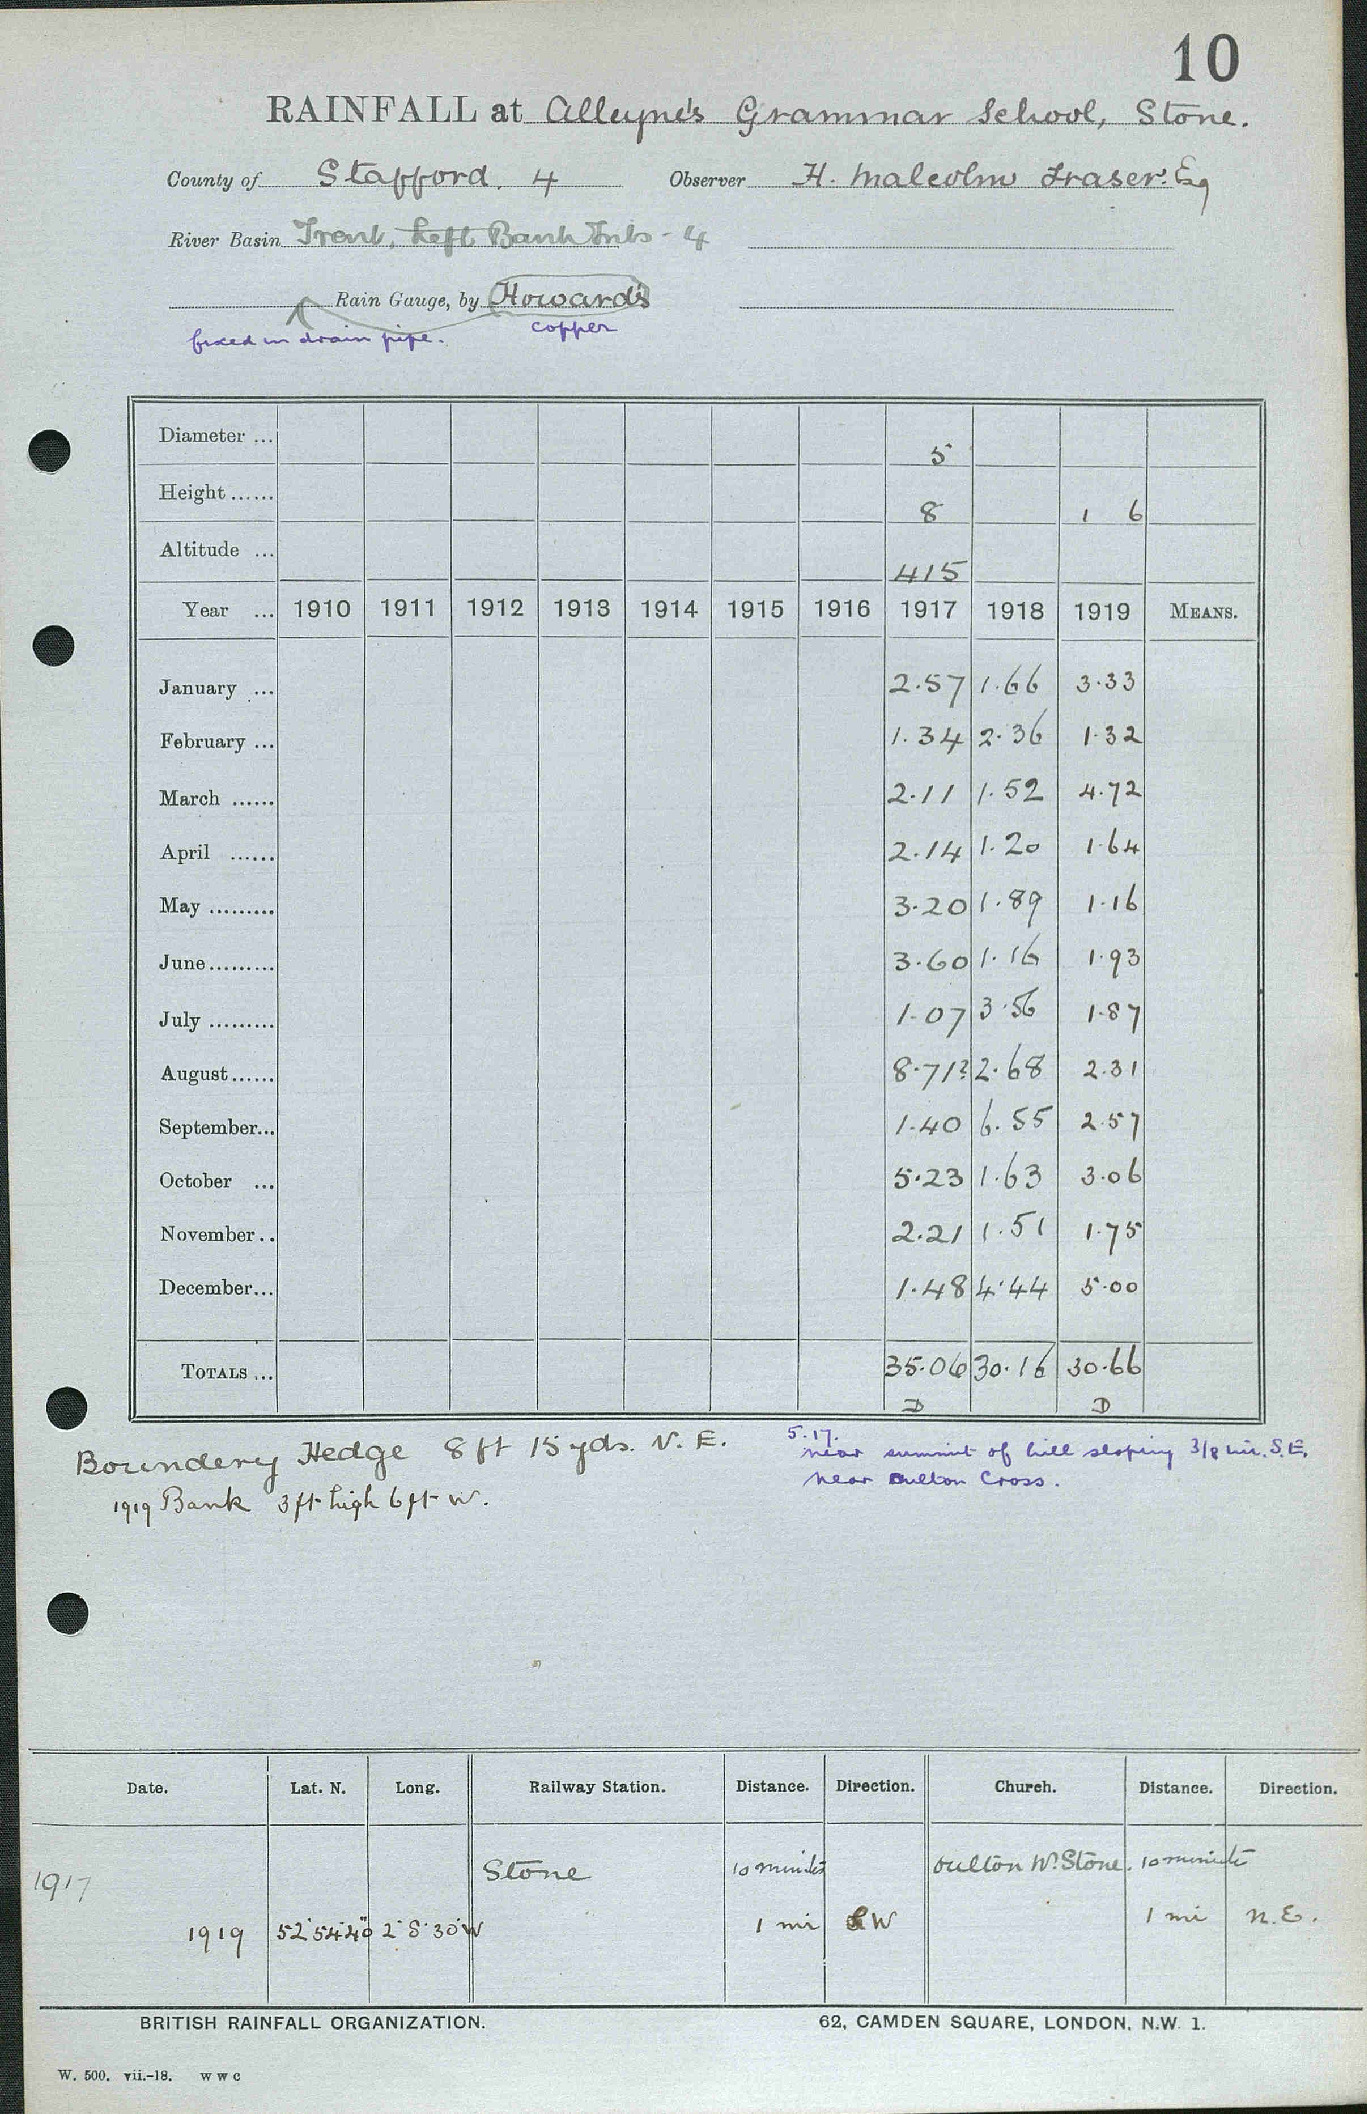 10
RAINFALL at Alleyne's Grammar School, Stone.
County of Stafford. 4 Observer H. Malcolm Fraser. Esq
River Basin Trent, Left Bank Tribs - 4
Rain Gauge, by Howards
fixed in drain pipe. copper
Diameter ... 5
Height ...... 8 1 6
Altitude ... 415
Year ... 1910 1911 1912 1913 1914 1915 1916 1917 1918 1919 MEANS.
January ... 2.57 1.66 3.33
February ... 1.34 2.36 1.32
March ...... 2.11 1.52 4.72
April ...... 2.14 1.20 1.64
May ......... 3.20 1.89 1.16
June ......... 3.60 1.16 1.93
July ......... 1.07 3.56 1.87
August ...... 8.71? 2.68 2.31
September... 1.40 6.55 2.57
October ... 5.23 1.63 3.06
November .. 2.21 1.51 1.75
December... 1.48 4.44 5.00
TOTALS ... 35.06 30.16 30.66
D D
Boundery Hedge 8 ft 15 yds. N.E.
1919 Bank 3 ft high 6 ft W.
5.17.
near summit of hill sloping 3/8 mi. S.E.
near Oulton Cross.
Date. Lat. N. Long. Railway Station. Distance. Direction. Church. Distance. Direction.
1917 Stone 10 minutes Oulton W. Stone. 10 minutes
1919 52° 54' 40" 2° 8' 30" W 1 mi SW 1 mi N.E.
BRITISH RAINFALL ORGANIZATION. 62, CAMDEN SQUARE, LONDON, N.W. 1.
W. 500. vii.-18. W W C